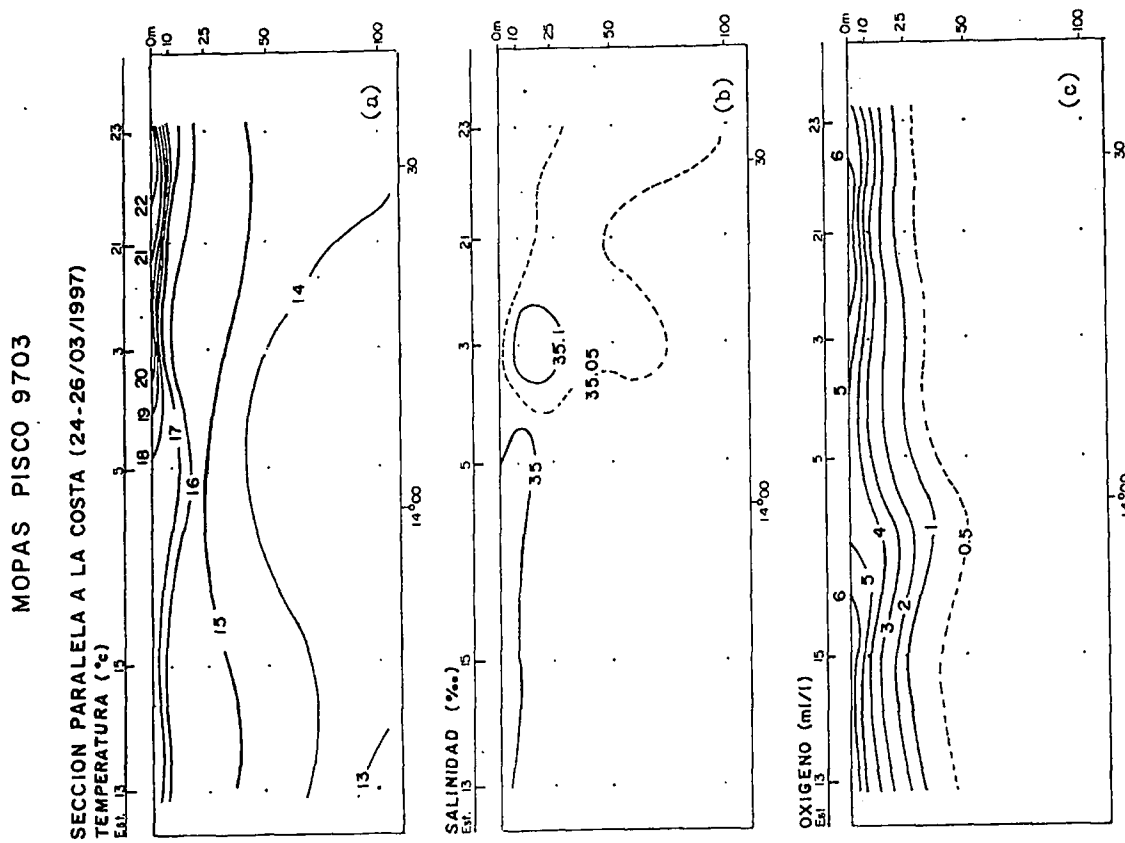 MOPAS PISCO 9703
SECCION PARALELA A LA COSTA (24-26/03/1997)
TEMPERATURA (°c)
Est. 13 15 5 3 21 23
18 19 20 21 22
0m
10
25
50
100
17
16
15
14
13
(a)
14°00 30
SALINIDAD (‰)
Est. 13 15 5 3 21 23
0m
10
25
50
100
35
35.1
35.05
(b)
14°00 30
OXIGENO (ml/l)
Est 13 15 5 3 21 23
6 5 6
0m
10
25
50
100
5
4
3
2
1
0.5
(c)
14°00 30